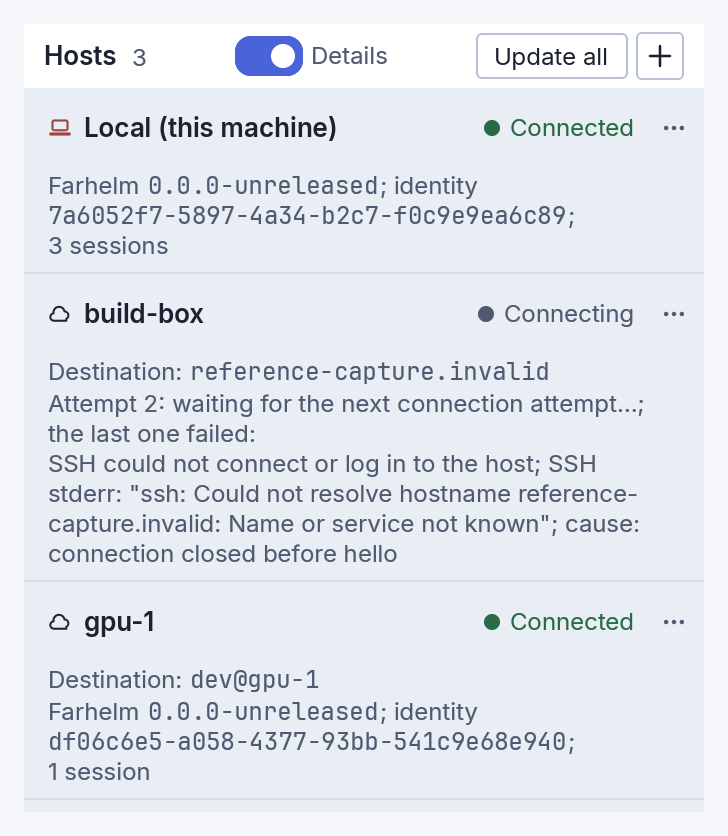 Hosts 3 Details Update all
Local (this machine) Connected
Farhelm 0.0.0-unreleased; identity
7a6052f7-5897-4a34-b2c7-f0c9e9ea6c89;
3 sessions
build-box Connecting
Destination: reference-capture.invalid
Attempt 2: waiting for the next connection attempt...;
the last one failed:
SSH could not connect or log in to the host; SSH
stderr: "ssh: Could not resolve hostname reference-
capture.invalid: Name or service not known"; cause:
connection closed before hello
gpu-1 Connected
Destination: dev@gpu-1
Farhelm 0.0.0-unreleased; identity
df06c6e5-a058-4377-93bb-541c9e68e940;
1 session